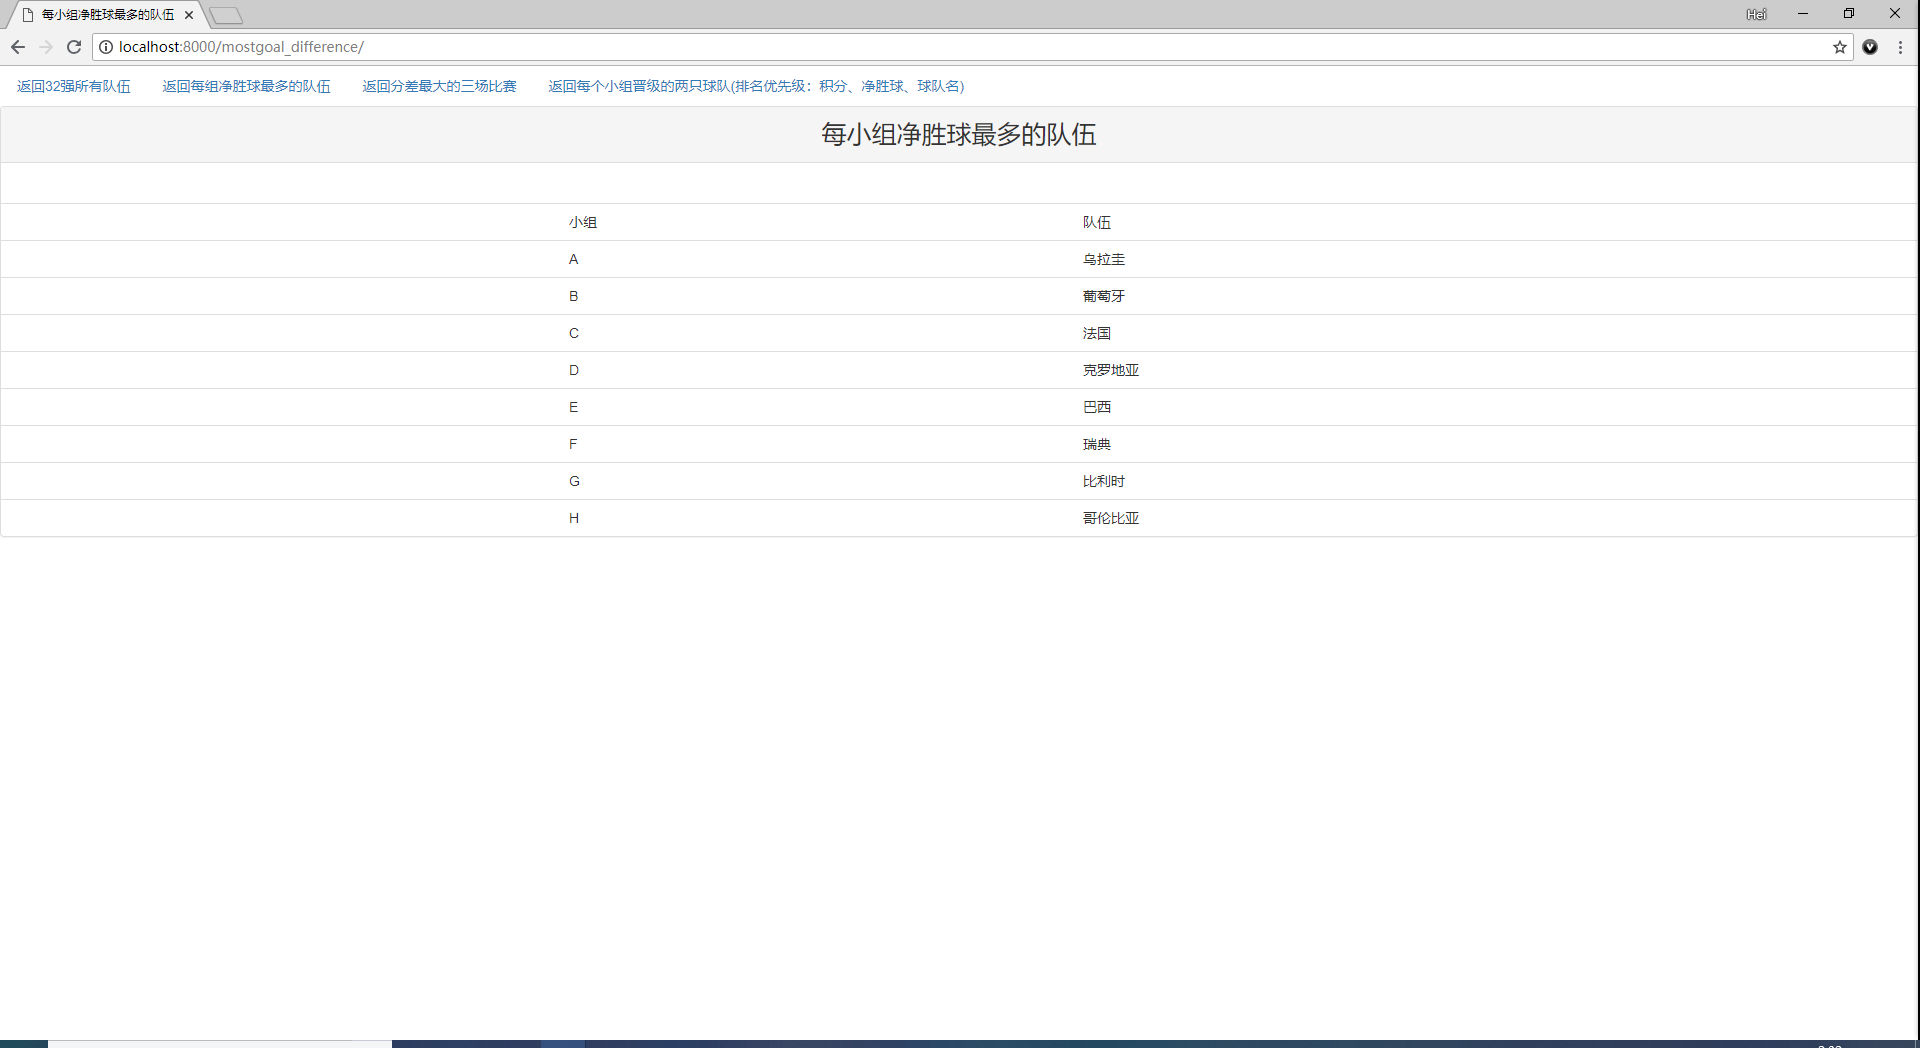 每小组净胜球最多的队伍
Hei
localhost:8000/mostgoal_difference/
返回32强所有队伍 返回每组净胜球最多的队伍 返回分差最大的三场比赛 返回每个小组晋级的两只球队(排名优先级：积分、净胜球、球队名)
每小组净胜球最多的队伍
小组 队伍
A 乌拉圭
B 葡萄牙
C 法国
D 克罗地亚
E 巴西
F 瑞典
G 比利时
H 哥伦比亚